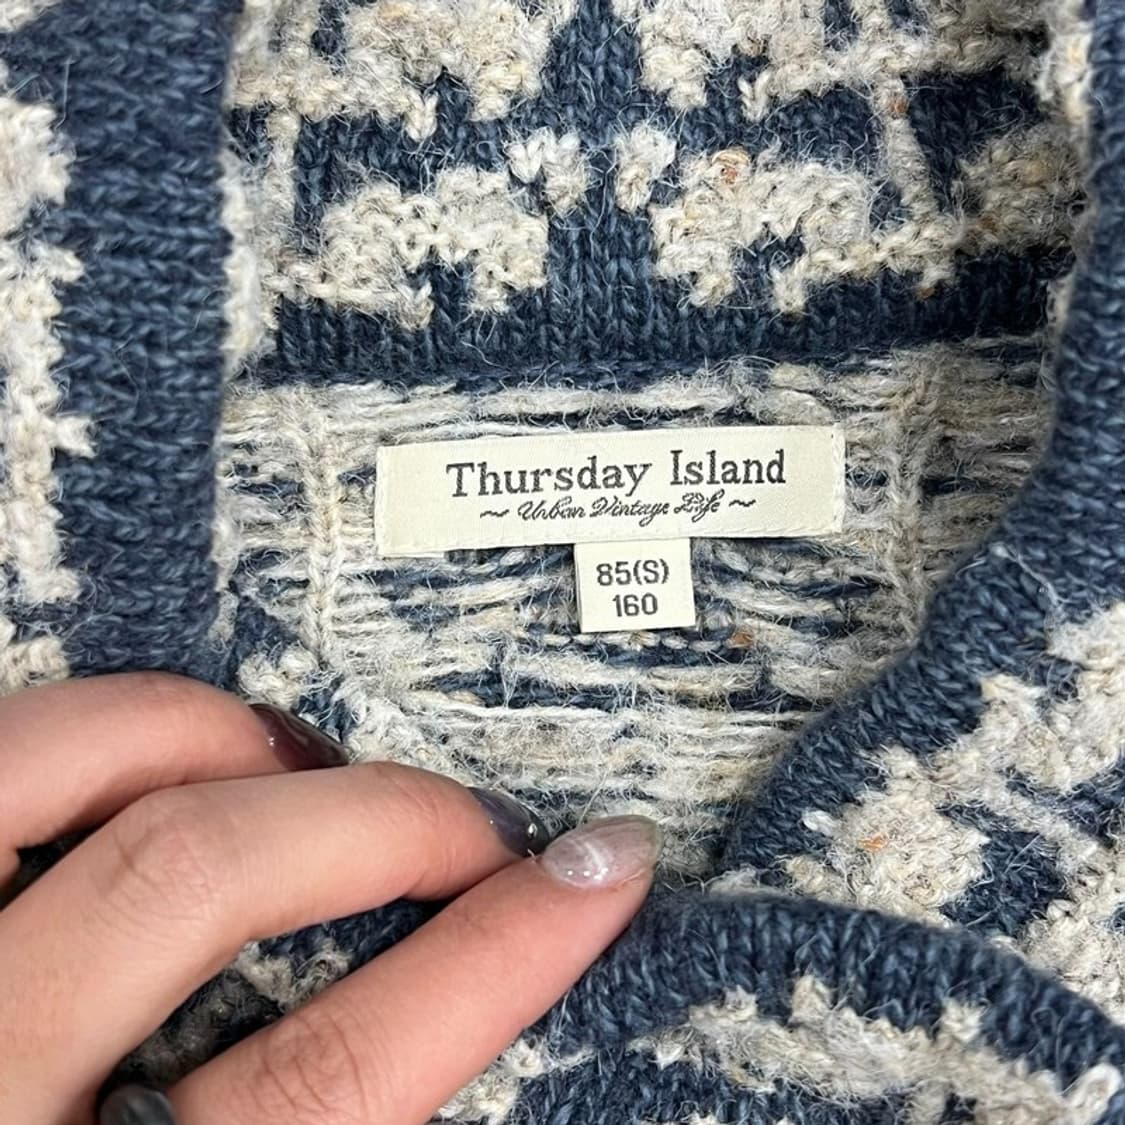 Thursday Island
~ Urban Vintage Life ~
85(S)
160